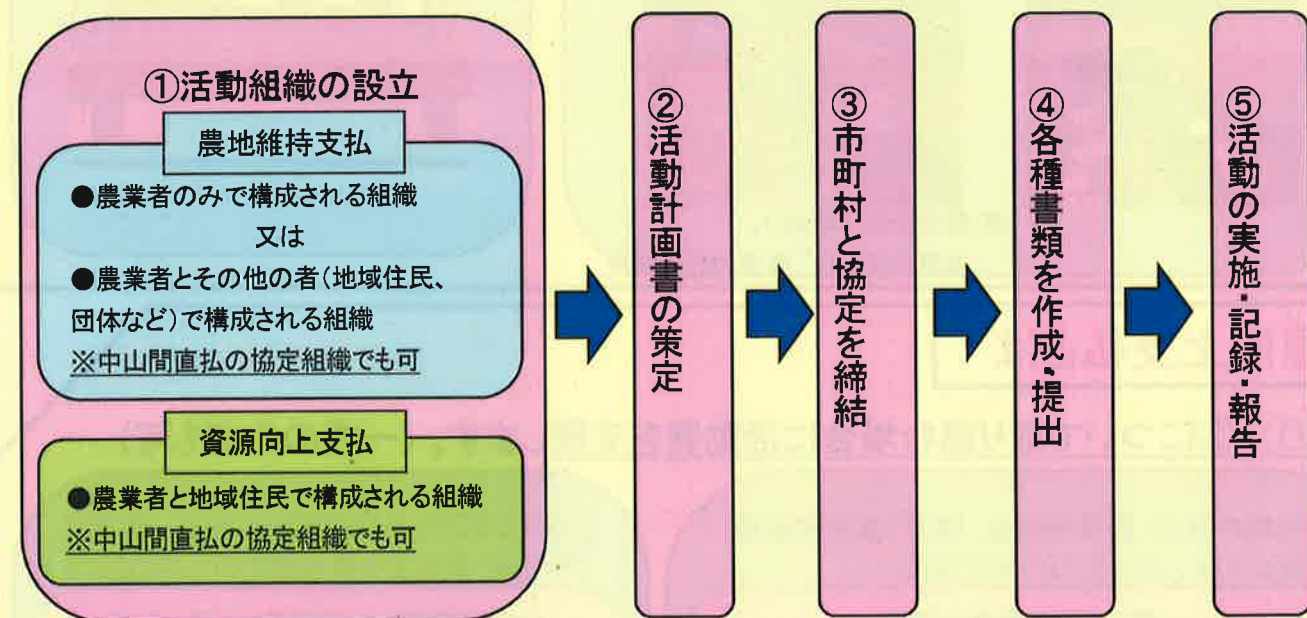 ①活動組織の設立
農地維持支払
●農業者のみで構成される組織
又は
●農業者とその他の者（地域住民、
団体など）で構成される組織
※中山間直払の協定組織でも可
資源向上支払
●農業者と地域住民で構成される組織
※中山間直払の協定組織でも可
②活動計画書の策定
③市町村と協定を締結
④各種書類を作成・提出
⑤活動の実施・記録・報告